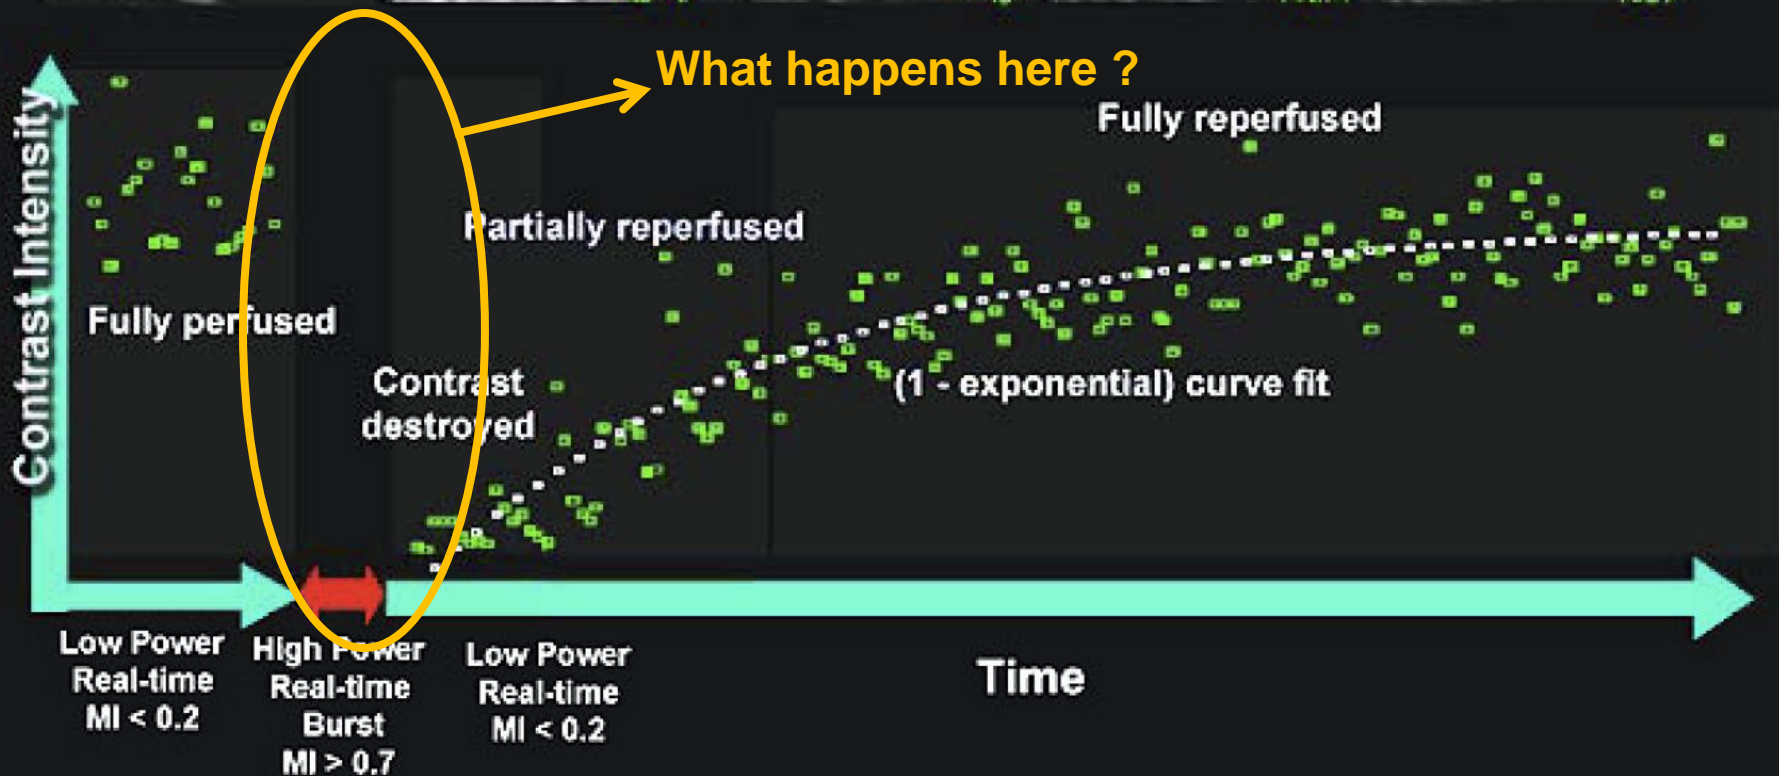 What happens here ?
Fully reperfused
Contrast Intensity
Partially reperfused
Fully perfused
Contrast
destroyed
(1 - exponential) curve fit
Low Power
Real-time
MI < 0.2
High Power
Real-time
Burst
MI > 0.7
Low Power
Real-time
MI < 0.2
Time